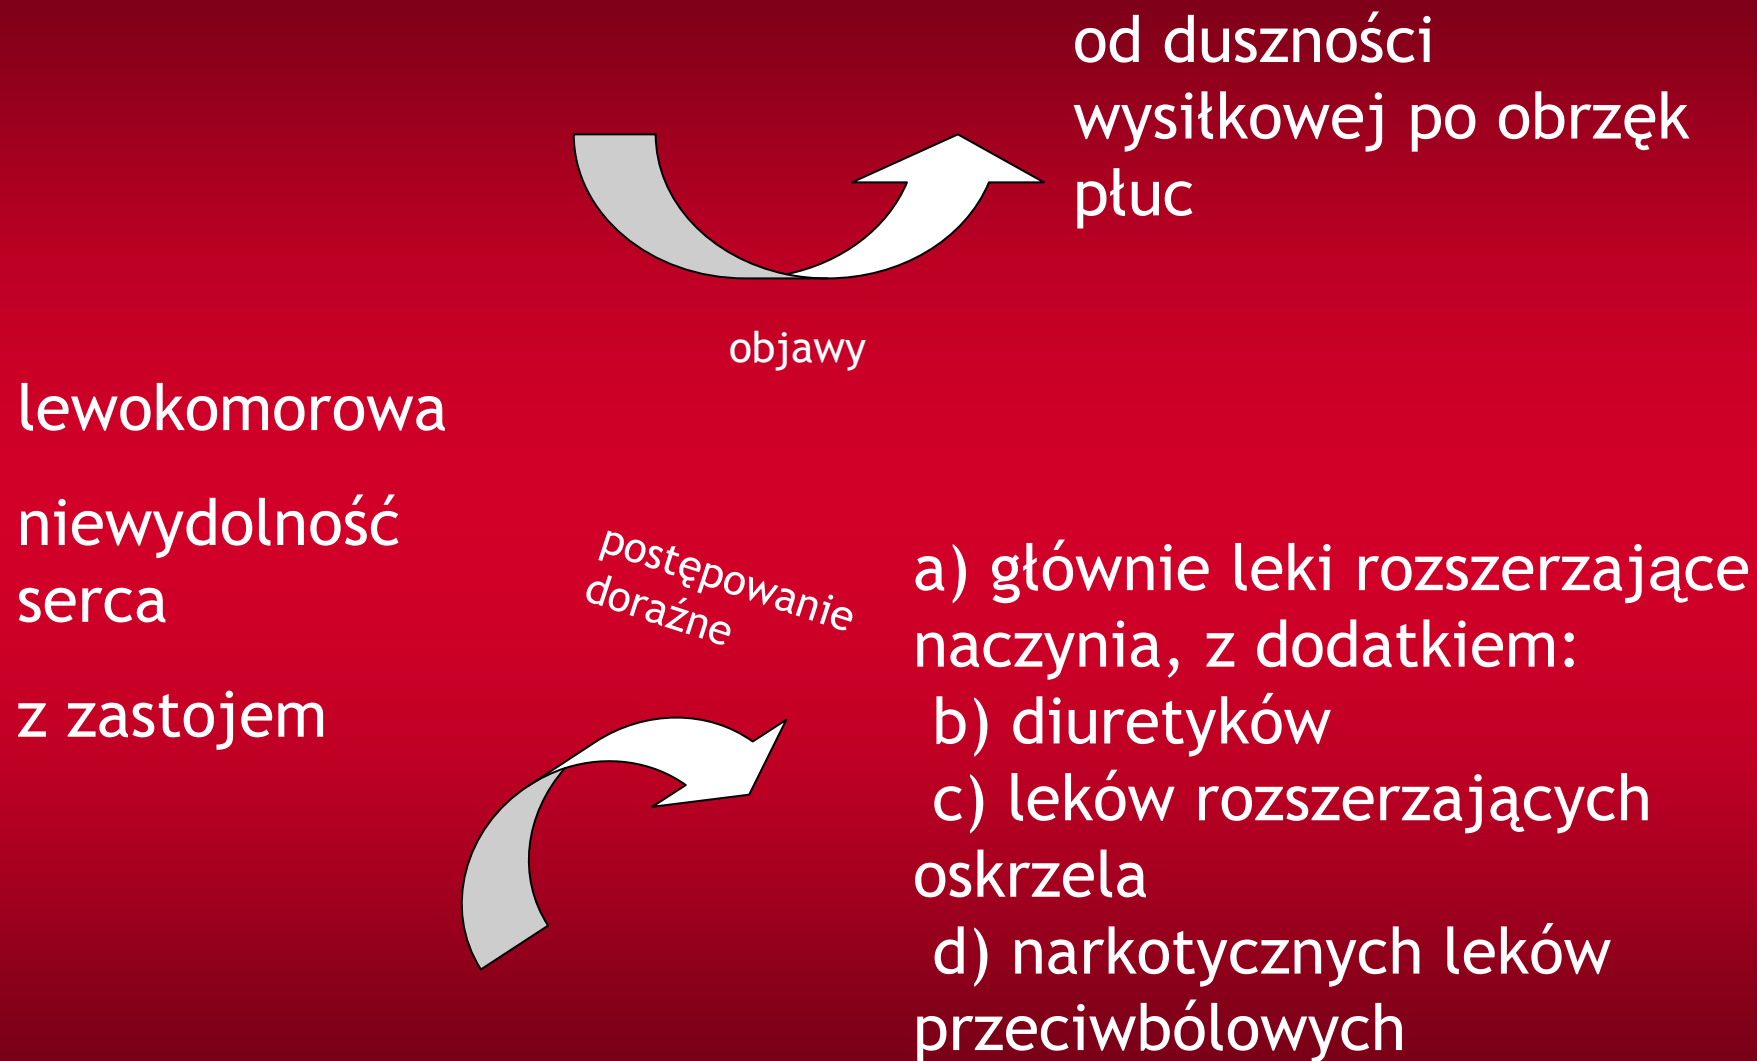 od duszności
wysiłkowej po obrzęk
płuc
objawy
lewokomorowa
niewydolność
serca
z zastojem
postępowanie
doraźne
a) głównie leki rozszerzające
naczynia, z dodatkiem:
b) diuretyków
c) leków rozszerzających
oskrzela
d) narkotycznych leków
przeciwbólowych